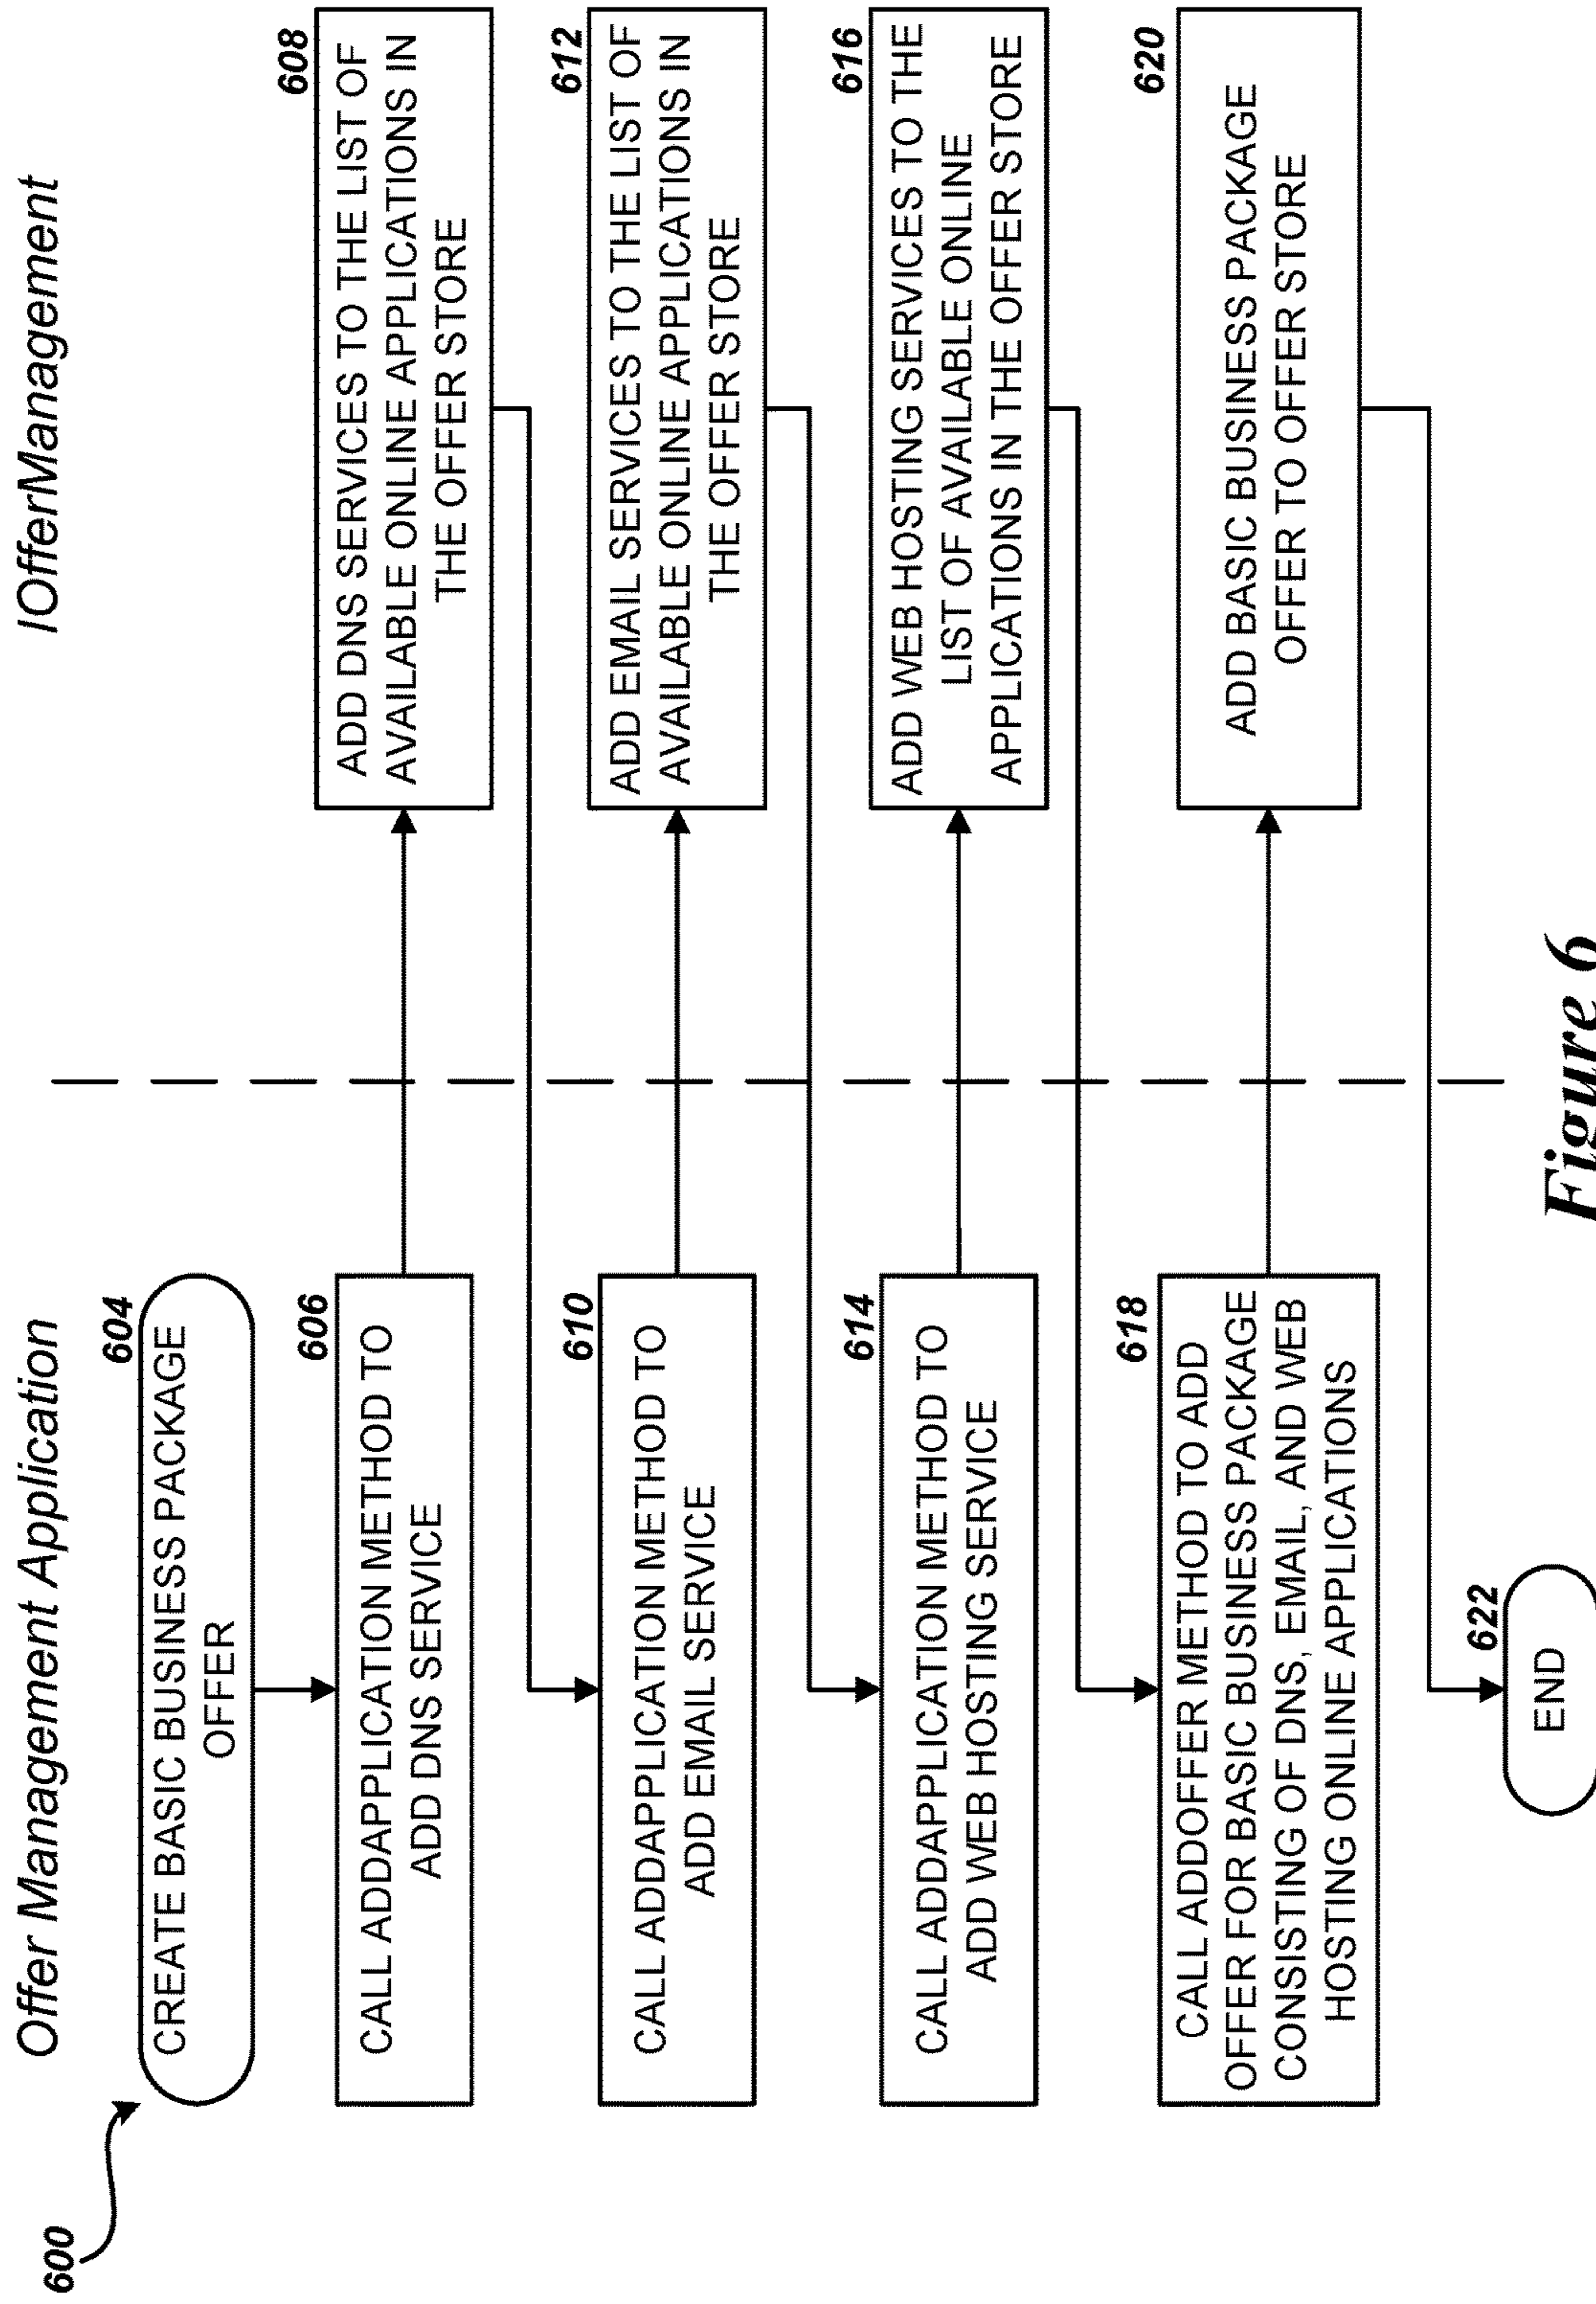 600
Offer Management Application
IOfferManagement
604
CREATE BASIC BUSINESS PACKAGE
OFFER
606
CALL ADDAPPLICATION METHOD TO
ADD DNS SERVICE
608
ADD DNS SERVICES TO THE LIST OF
AVAILABLE ONLINE APPLICATIONS IN
THE OFFER STORE
610
CALL ADDAPPLICATION METHOD TO
ADD EMAIL SERVICE
612
ADD EMAIL SERVICES TO THE LIST OF
AVAILABLE ONLINE APPLICATIONS IN
THE OFFER STORE
614
CALL ADDAPPLICATION METHOD TO
ADD WEB HOSTING SERVICE
616
ADD WEB HOSTING SERVICES TO THE
LIST OF AVAILABLE ONLINE
APPLICATIONS IN THE OFFER STORE
618
CALL ADDOFFER METHOD TO ADD
OFFER FOR BASIC BUSINESS PACKAGE
CONSISTING OF DNS, EMAIL, AND WEB
HOSTING ONLINE APPLICATIONS
620
ADD BASIC BUSINESS PACKAGE
OFFER TO OFFER STORE
622
END
Figure 6